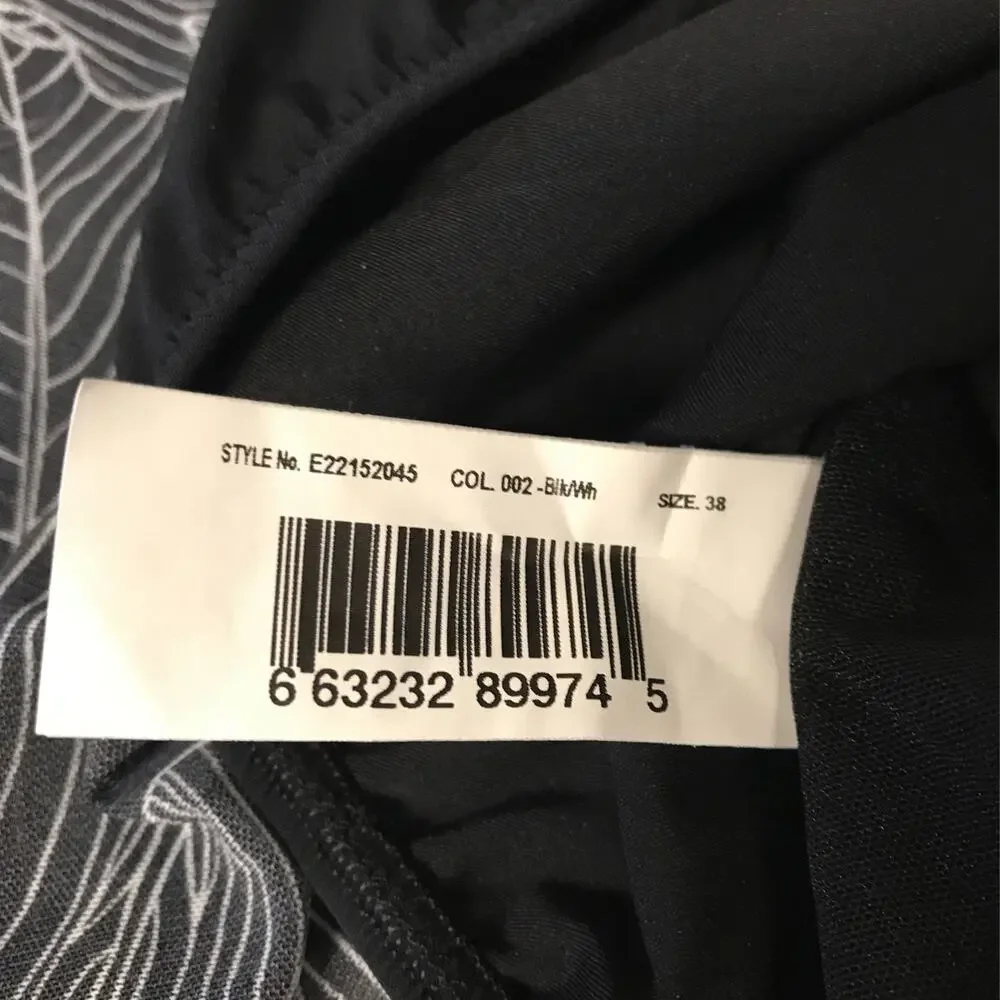 STYLE No. E22152045 COL. 002 -Blk/Wh SIZE. 38
6 63232 89974 5